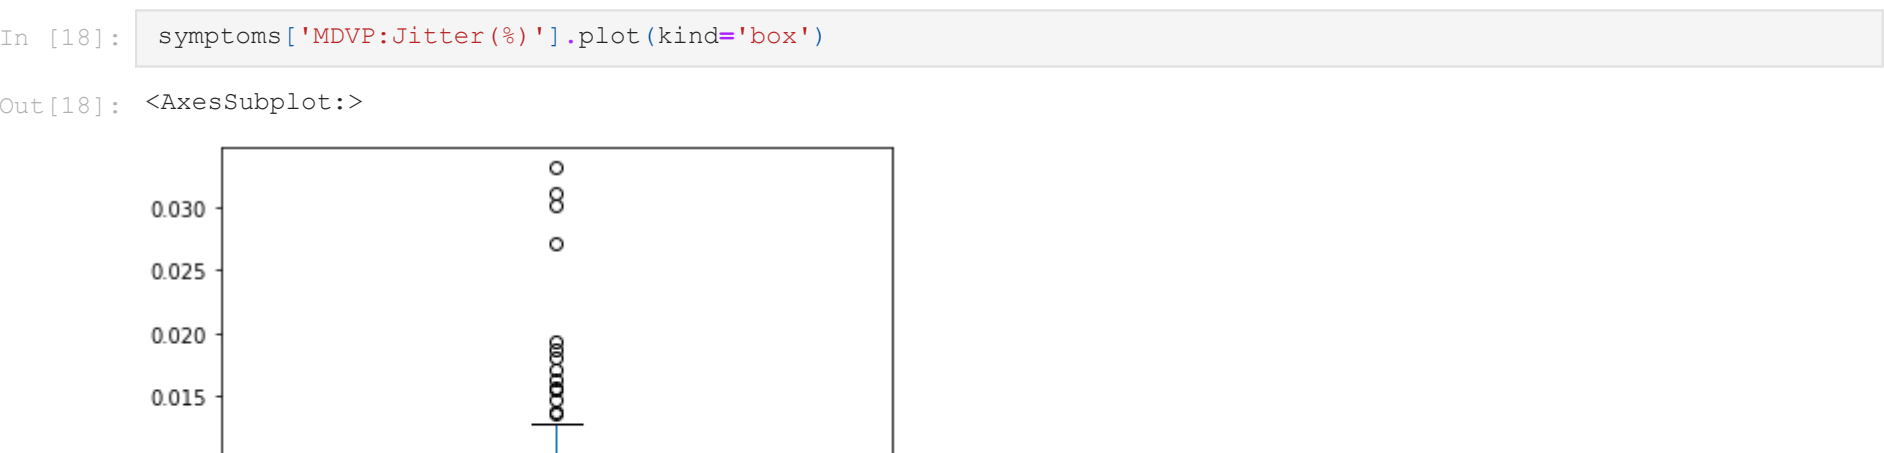 In [18]: symptoms['MDVP:Jitter(%)'].plot(kind='box')
Out[18]: <AxesSubplot:>
0.030
0.025
0.020
0.015